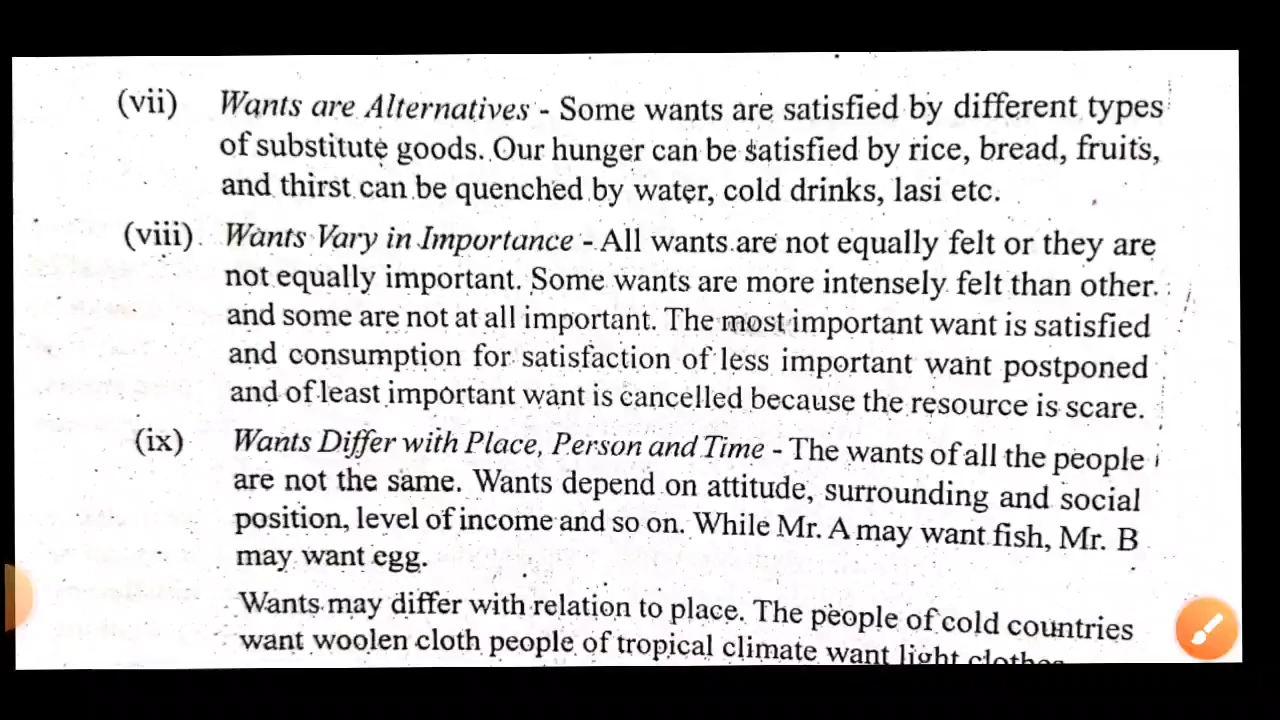 (vii) Wants are Alternatives - Some wants are satisfied by different types
of substitute goods. Our hunger can be satisfied by rice, bread, fruits,
and thirst can be quenched by water, cold drinks, lasi etc.
(viii) Wants Vary in Importance - All wants are not equally felt or they are
not equally important. Some wants are more intensely felt than other
and some are not at all important. The most important want is satisfied
and consumption for satisfaction of less important want postponed
and of least important want is cancelled because the resource is scare.
(ix) Wants Differ with Place, Person and Time - The wants of all the people
are not the same. Wants depend on attitude, surrounding and social
position, level of income and so on. While Mr. A may want fish, Mr. B
may want egg.
Wants may differ with relation to place. The people of cold countries
want woolen cloth people of tropical climate want light clothes